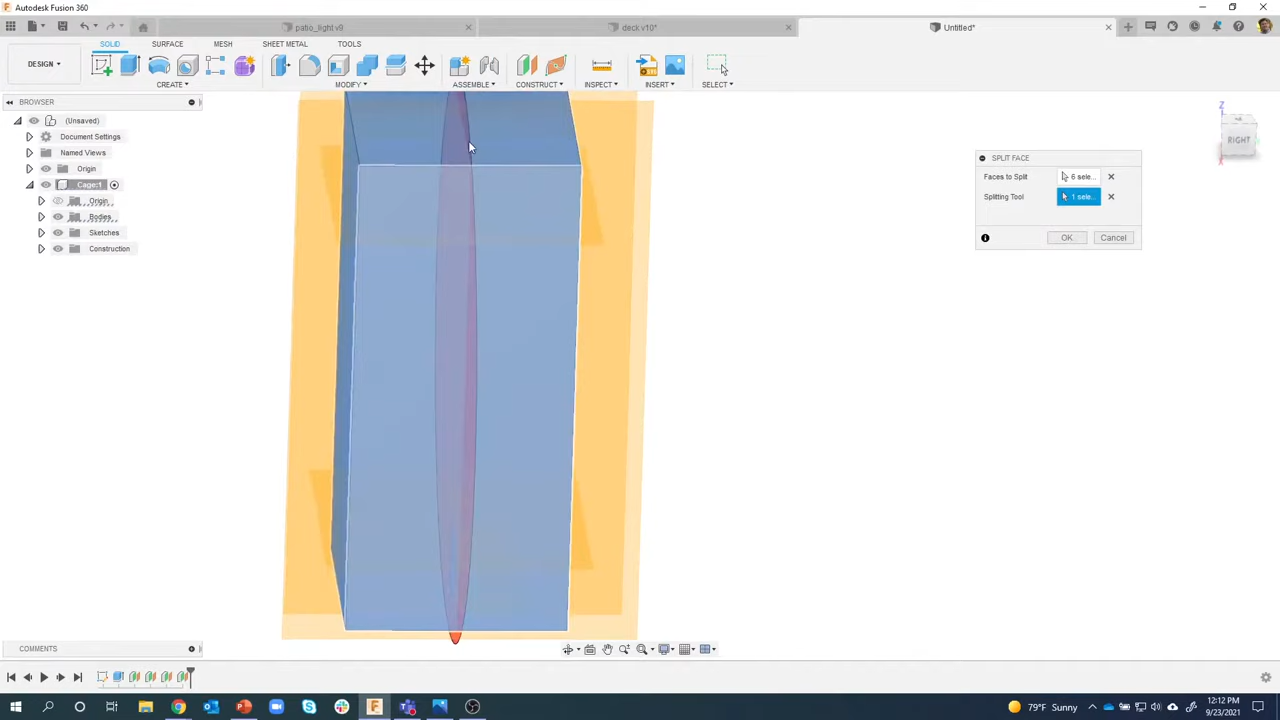 Autodesk Fusion 360
patio_light v9
deck v10*
Untitled*
SOLID
SURFACE
MESH
SHEET METAL
TOOLS
DESIGN
CREATE
MODIFY
ASSEMBLE
CONSTRUCT
INSPECT
INSERT
SELECT
BROWSER
(Unsaved)
Document Settings
Named Views
Origin
Cage:1
Origin
Bodies
Sketches
Construction
Z
RIGHT
SPLIT FACE
Faces to Split
6 sele...
Splitting Tool
1 sele...
OK
Cancel
COMMENTS
79°F Sunny
12:12 PM
9/23/2021